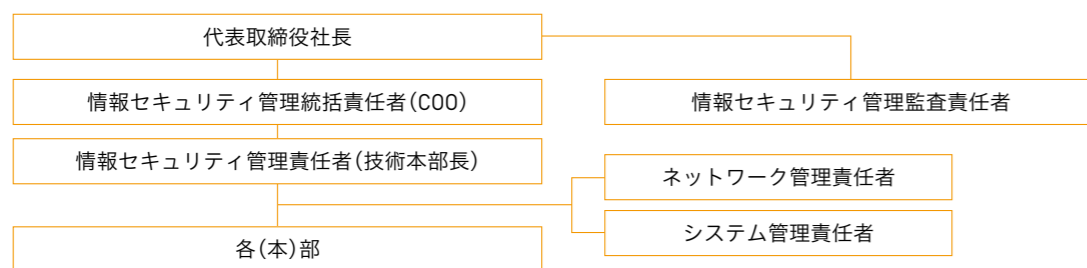 代表取締役社長
情報セキュリティ管理統括責任者(COO)
情報セキュリティ管理監査責任者
情報セキュリティ管理責任者(技術本部長)
ネットワーク管理責任者
システム管理責任者
各(本)部